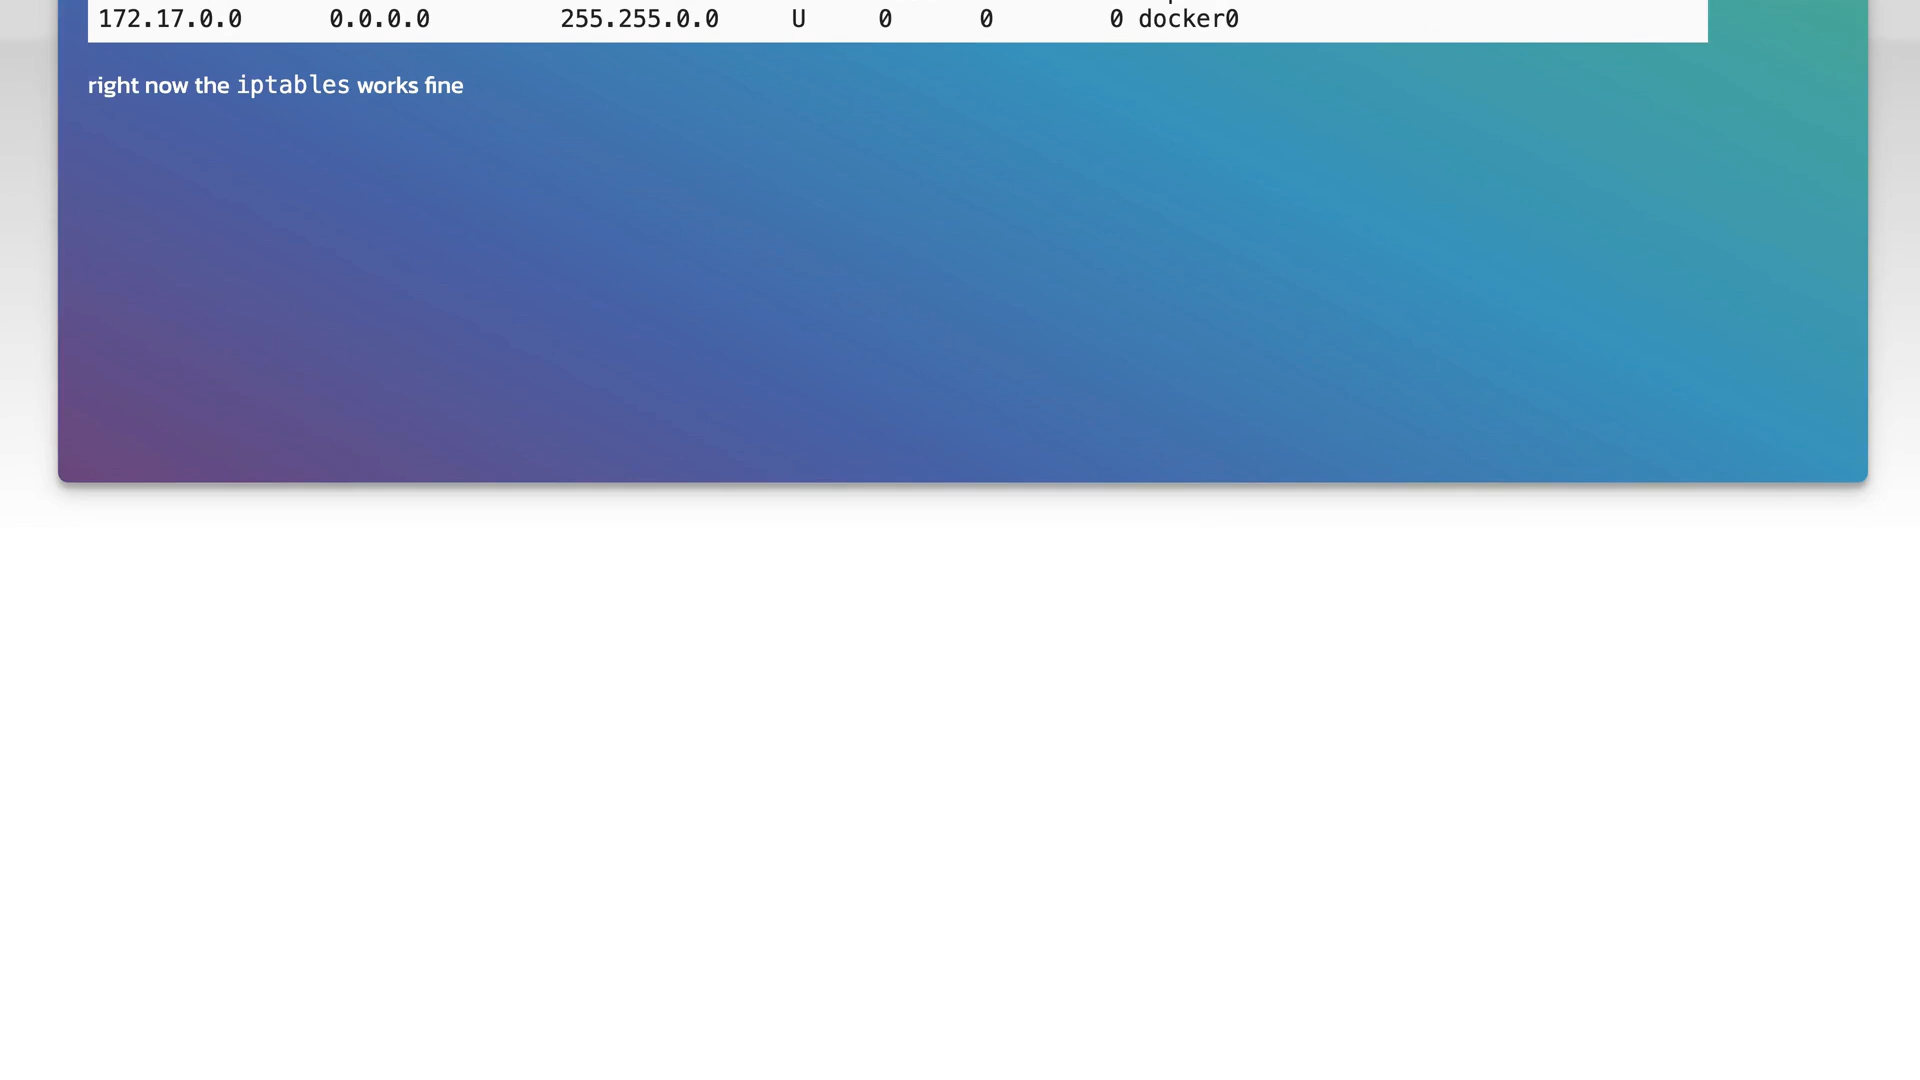 172.17.0.0 0.0.0.0 255.255.0.0 U 0 0 0 docker0
right now the iptables works fine